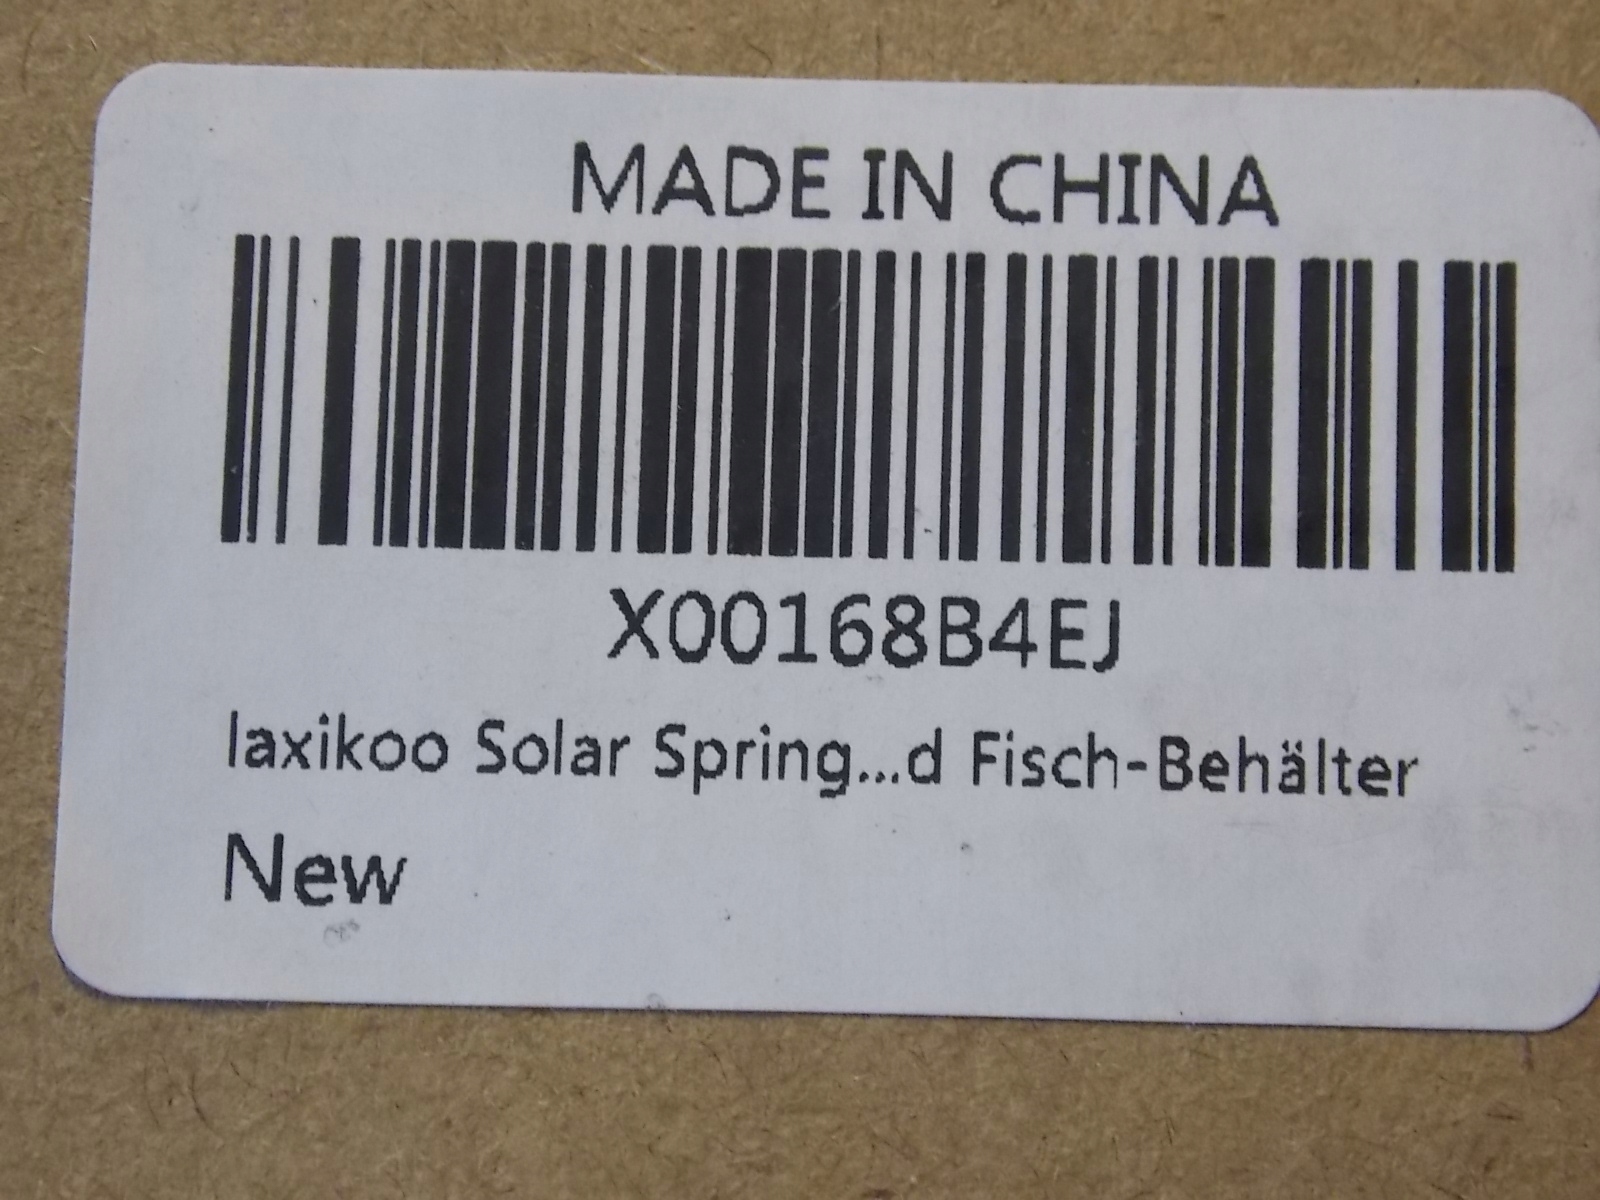 MADE IN CHINA
X00168B4EJ
laxikoo Solar Spring...d Fisch-Behälter
New